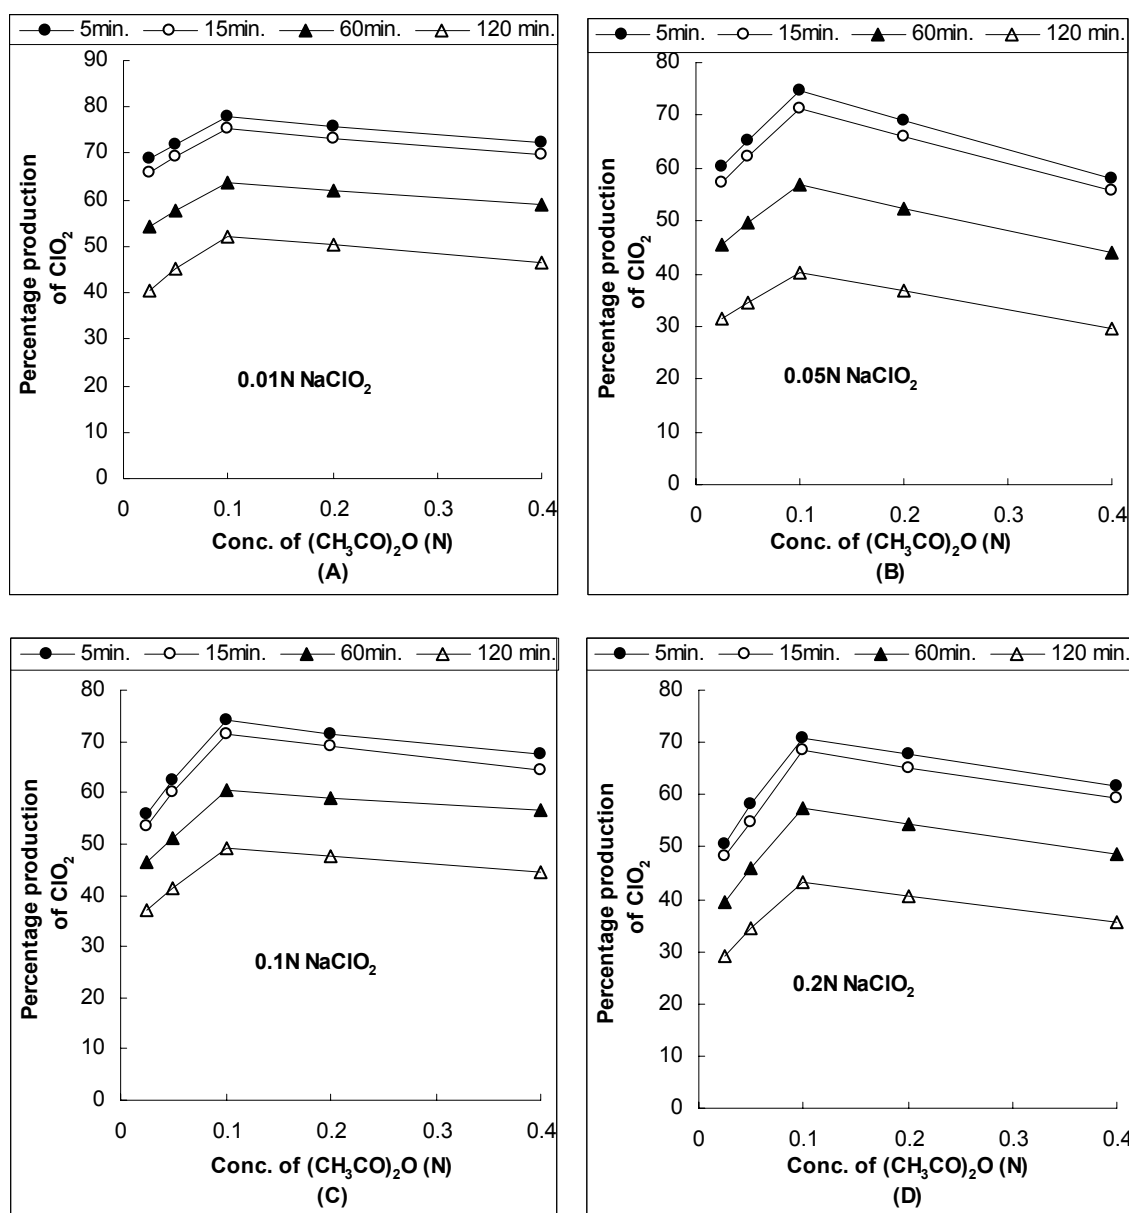 5min. 15min. 60min. 120 min.
90
80
70
60
50
40
30
20
10
0
Percentage production
of ClO₂
0.01N NaClO₂
0 0.1 0.2 0.3 0.4
Conc. of (CH₃CO)₂O (N)
(A)
5min. 15min. 60min. 120 min.
80
70
60
50
40
30
20
10
0
Percentage production
of ClO₂
0.05N NaClO₂
0 0.1 0.2 0.3 0.4
Conc. of (CH₃CO)₂O (N)
(B)
5min. 15min. 60min. 120 min.
80
70
60
50
40
30
20
10
0
Percentage production
of ClO₂
0.1N NaClO₂
0 0.1 0.2 0.3 0.4
Conc. of (CH₃CO)₂O (N)
(C)
5min. 15min. 60min. 120 min.
80
70
60
50
40
30
20
10
0
Percentage production
of ClO₂
0.2N NaClO₂
0 0.1 0.2 0.3 0.4
Conc. of (CH₃CO)₂O (N)
(D)